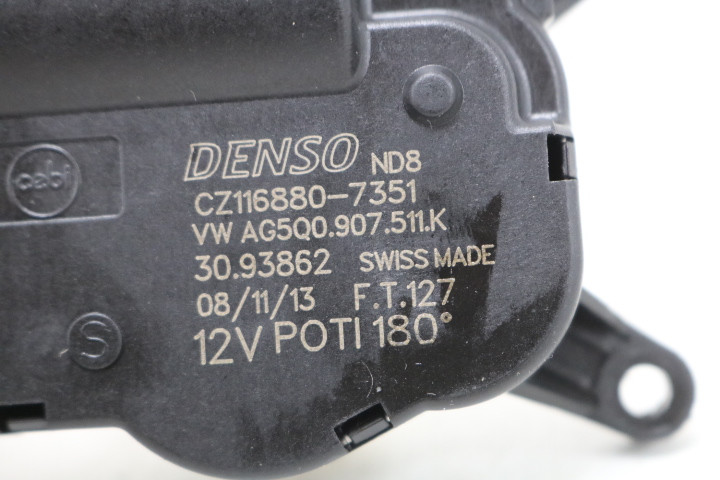 DENSO ND8
CZ116880-7351
VW AG5Q0.907.511.K
30.93862 SWISS MADE
08/11/13 F.T.127
12V POTI 180°
cebi
S